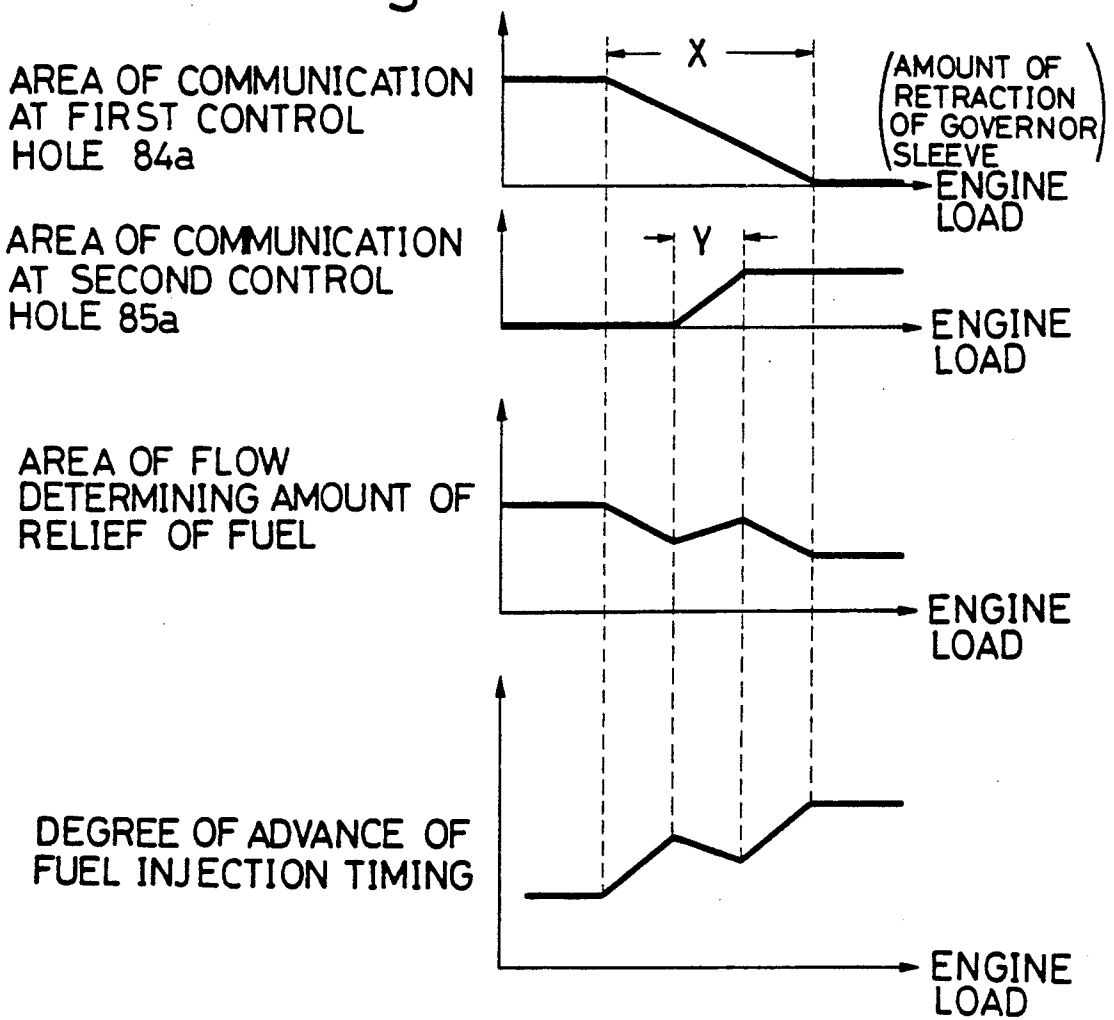 AREA OF COMMUNICATION
AT FIRST CONTROL
HOLE 84a
X
(AMOUNT OF
RETRACTION
OF GOVERNOR
SLEEVE)
ENGINE
LOAD
AREA OF COMMUNICATION
AT SECOND CONTROL
HOLE 85a
Y
ENGINE
LOAD
AREA OF FLOW
DETERMINING AMOUNT OF
RELIEF OF FUEL
ENGINE
LOAD
DEGREE OF ADVANCE OF
FUEL INJECTION TIMING
ENGINE
LOAD